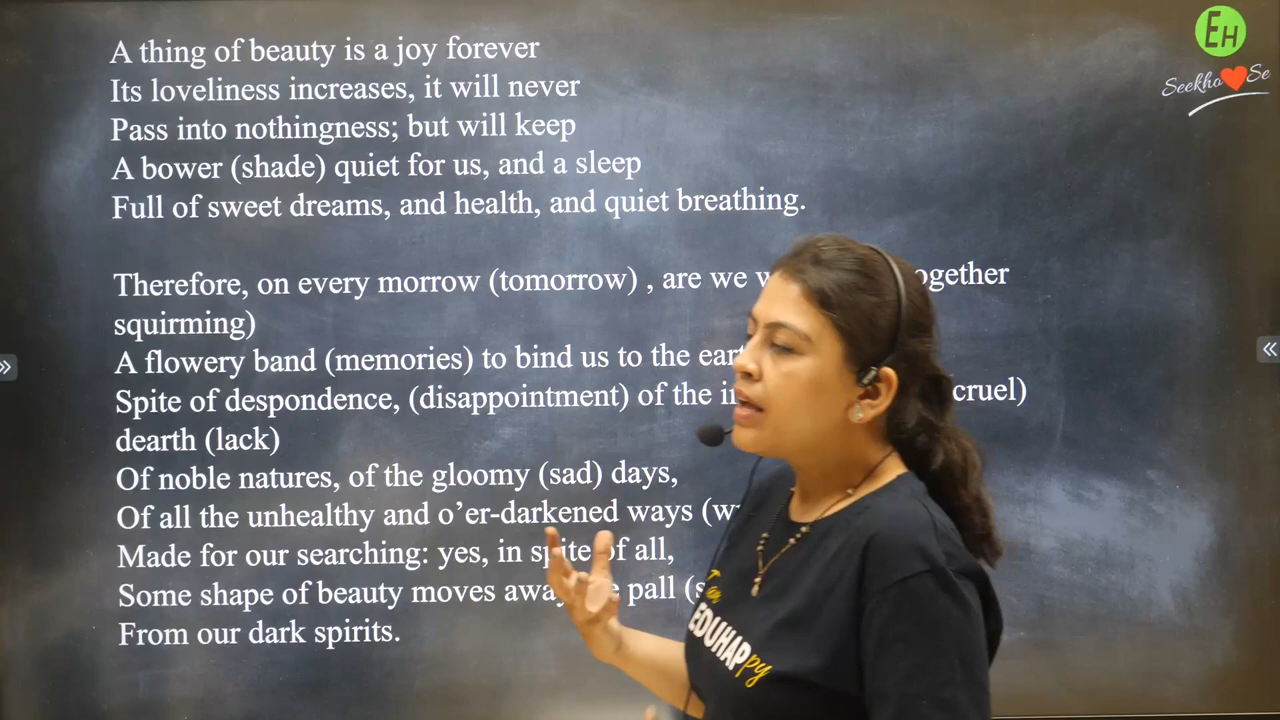 EH
Seekho ❤️ Se
A thing of beauty is a joy forever
Its loveliness increases, it will never
Pass into nothingness; but will keep
A bower (shade) quiet for us, and a sleep
Full of sweet dreams, and health, and quiet breathing.
Therefore, on every morrow (tomorrow) , are we
squirming)
A flowery band (memories) to bind us to the
Spite of despondence, (disappointment) of the cruel)
dearth (lack)
Of noble natures, of the gloomy (sad) days,
Of all the unhealthy and o’er-darkened ways
Made for our searching: yes, in spite of all,
Some shape of beauty moves pall
From our dark spirits.
EDUHAPpy